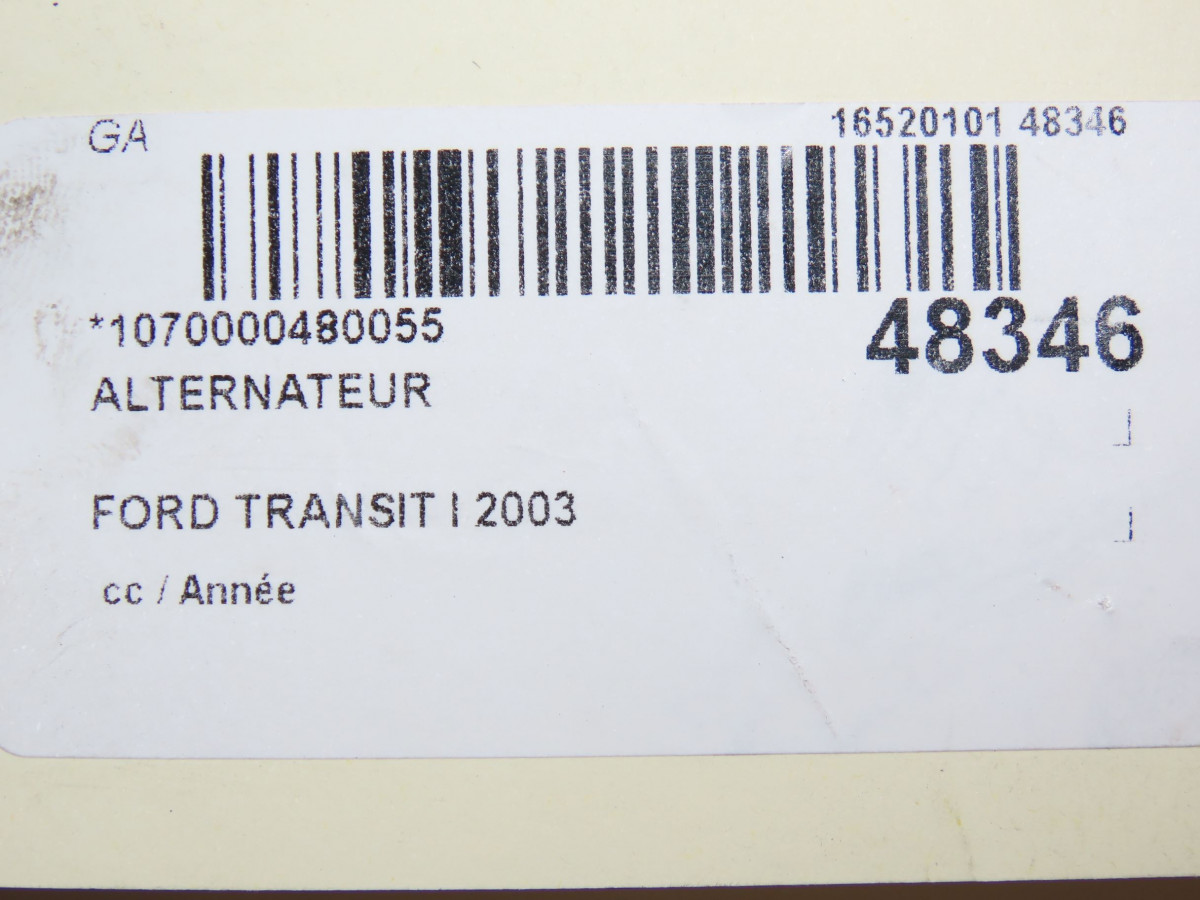 GA
16520101 48346
*1070000480055
48346
ALTERNATEUR
FORD TRANSIT I 2003
cc / Année